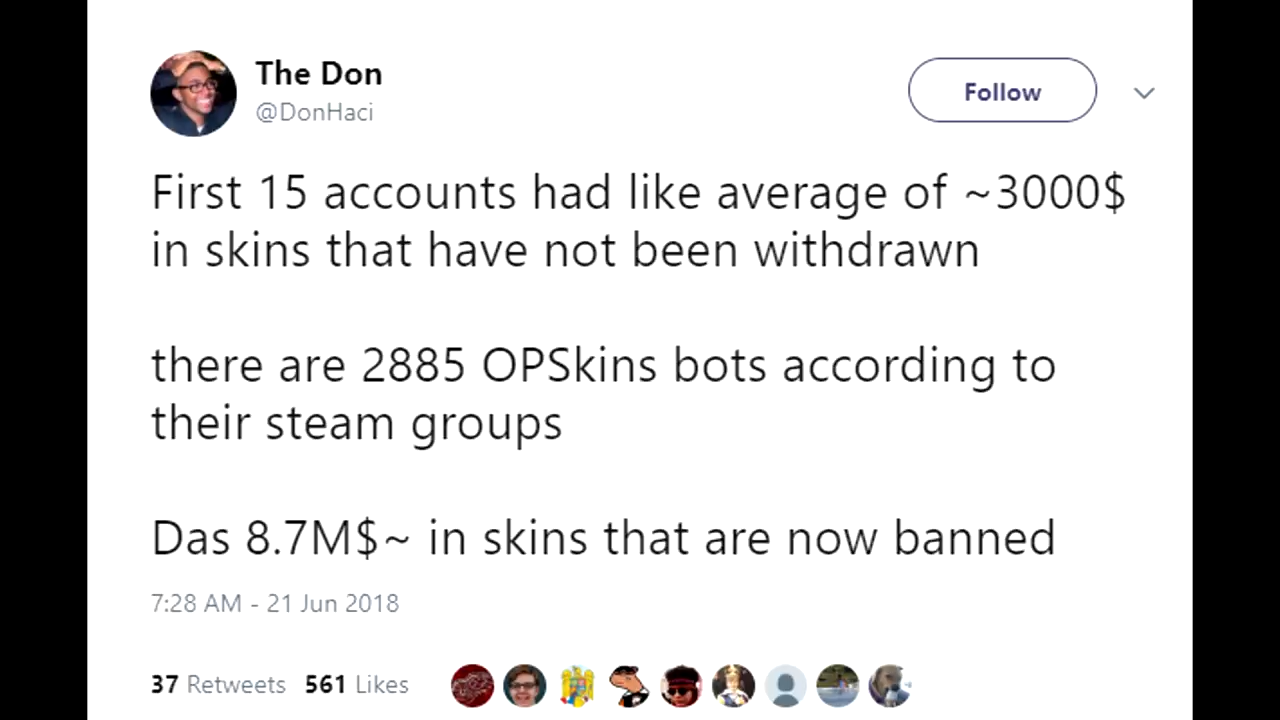 The Don
@DonHaci
Follow
First 15 accounts had like average of ~3000$
in skins that have not been withdrawn
there are 2885 OPSkins bots according to
their steam groups
Das 8.7M$~ in skins that are now banned
7:28 AM - 21 Jun 2018
37 Retweets 561 Likes